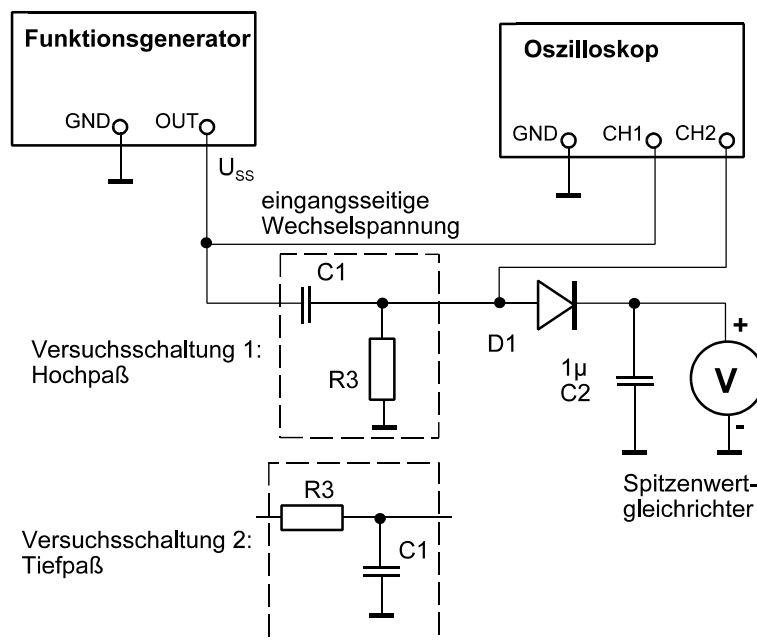 Funktionsgenerator
Oszilloskop
GND
OUT
GND
CH1
CH2
U_SS
eingangsseitige
Wechselspannung
C1
Versuchsschaltung 1:
Hochpaß
R3
D1
1µ
C2
+
V
-
Spitzenwert-
gleichrichter
R3
Versuchsschaltung 2:
Tiefpaß
C1